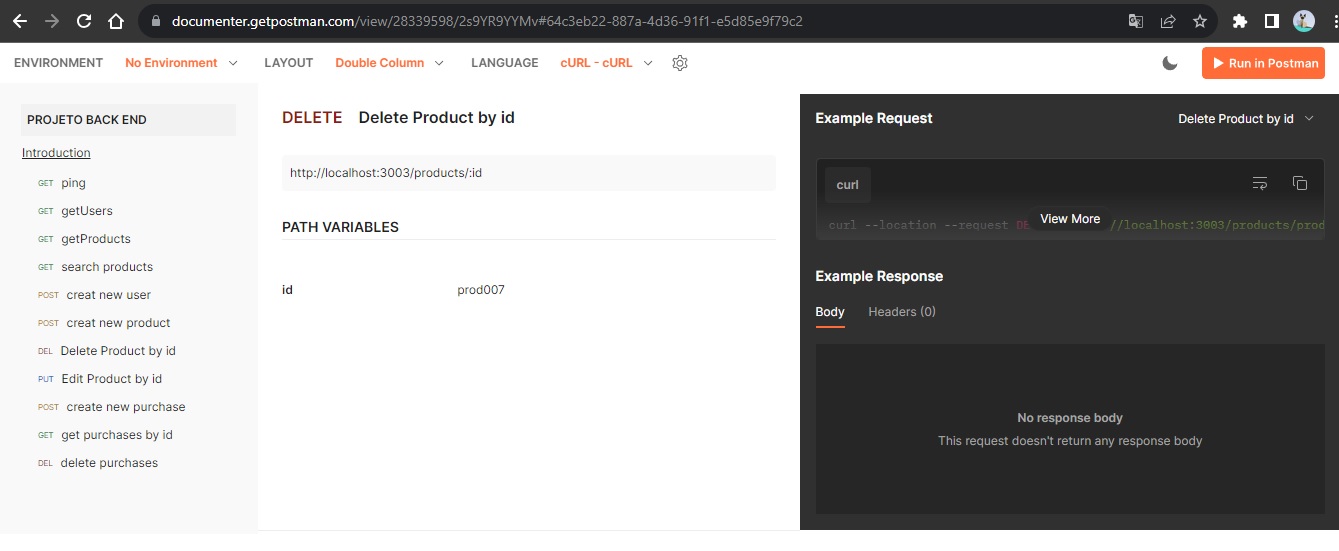 documenter.getpostman.com/view/28339598/2s9YR9YYMv#64c3eb22-887a-4d36-91f1-e5d85e9f79c2
ENVIRONMENT No Environment LAYOUT Double Column LANGUAGE cURL - cURL Run in Postman
PROJETO BACK END
Introduction
GET ping
GET getUsers
GET getProducts
GET search products
POST creat new user
POST creat new product
DEL Delete Product by id
PUT Edit Product by id
POST create new purchase
GET get purchases by id
DEL delete purchases
DELETE Delete Product by id
http://localhost:3003/products/:id
PATH VARIABLES
id prod007
Example Request Delete Product by id
curl
curl --location --request DE //localhost:3003/products/prod
View More
Example Response
Body Headers (0)
No response body
This request doesn't return any response body